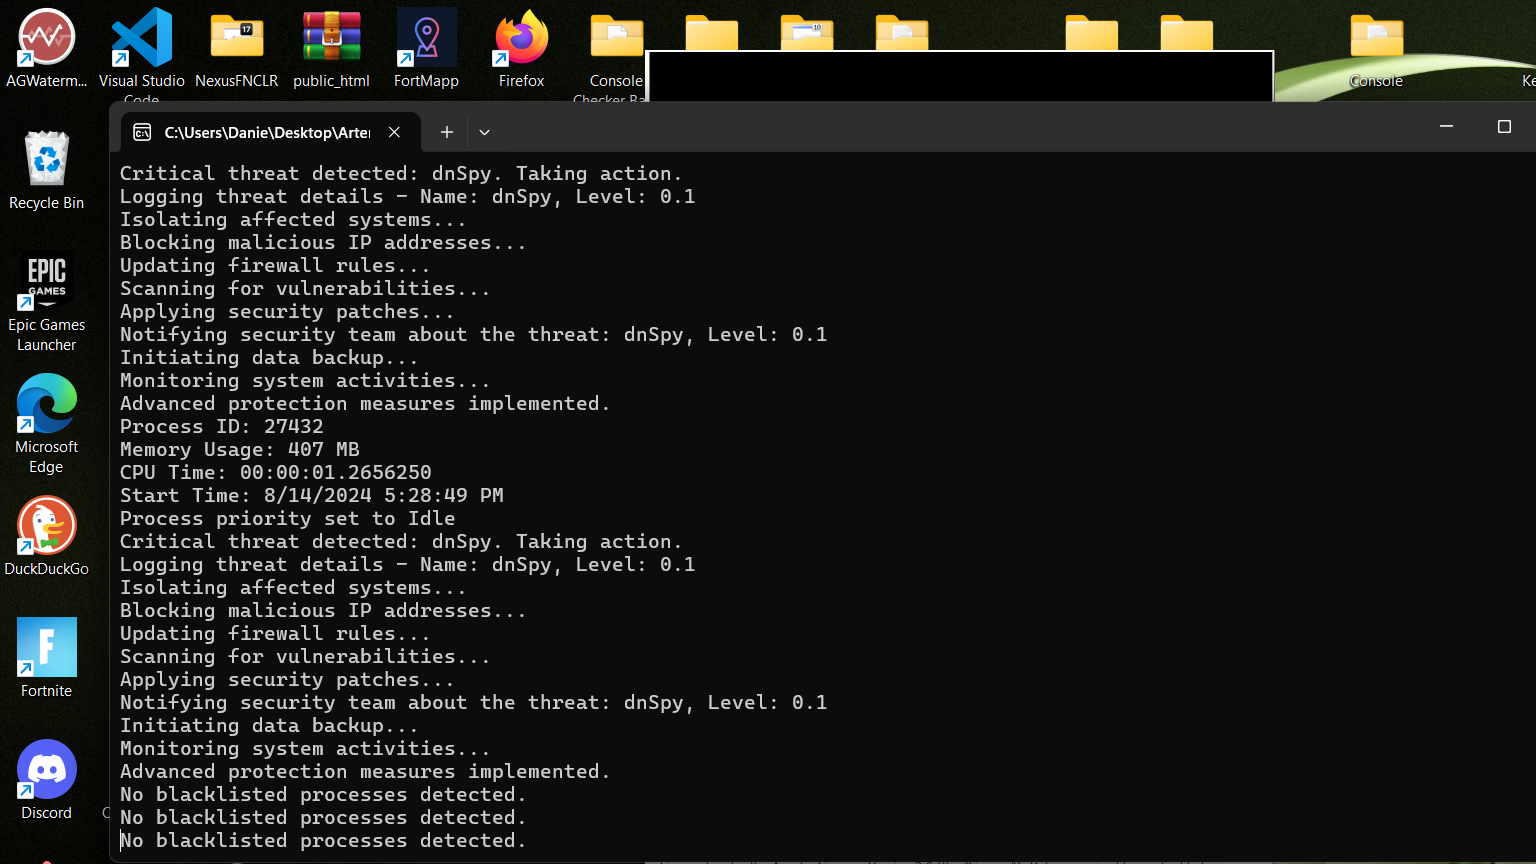 AGWaterm...
Visual Studio
Code
NexusFNCLR
17
public_html
FortMapp
Firefox
Console
Checker Ba
10
Console
Ke
C:\Users\Danie\Desktop\Arte
Recycle Bin
EPIC
GAMES
Epic Games
Launcher
Microsoft
Edge
DuckDuckGo
F
Fortnite
Discord
Critical threat detected: dnSpy. Taking action.
Logging threat details - Name: dnSpy, Level: 0.1
Isolating affected systems...
Blocking malicious IP addresses...
Updating firewall rules...
Scanning for vulnerabilities...
Applying security patches...
Notifying security team about the threat: dnSpy, Level: 0.1
Initiating data backup...
Monitoring system activities...
Advanced protection measures implemented.
Process ID: 27432
Memory Usage: 407 MB
CPU Time: 00:00:01.2656250
Start Time: 8/14/2024 5:28:49 PM
Process priority set to Idle
Critical threat detected: dnSpy. Taking action.
Logging threat details - Name: dnSpy, Level: 0.1
Isolating affected systems...
Blocking malicious IP addresses...
Updating firewall rules...
Scanning for vulnerabilities...
Applying security patches...
Notifying security team about the threat: dnSpy, Level: 0.1
Initiating data backup...
Monitoring system activities...
Advanced protection measures implemented.
No blacklisted processes detected.
No blacklisted processes detected.
No blacklisted processes detected.